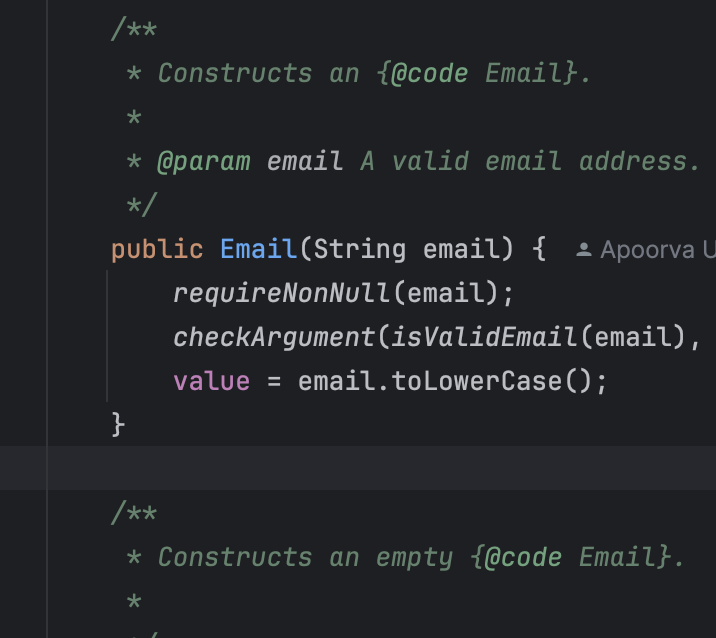 /**
* Constructs an {@code Email}.
*
* @param email A valid email address.
*/
public Email(String email) { Apoorva
requireNonNull(email);
checkArgument(isValidEmail(email),
value = email.toLowerCase();
}
/**
* Constructs an empty {@code Email}.
*